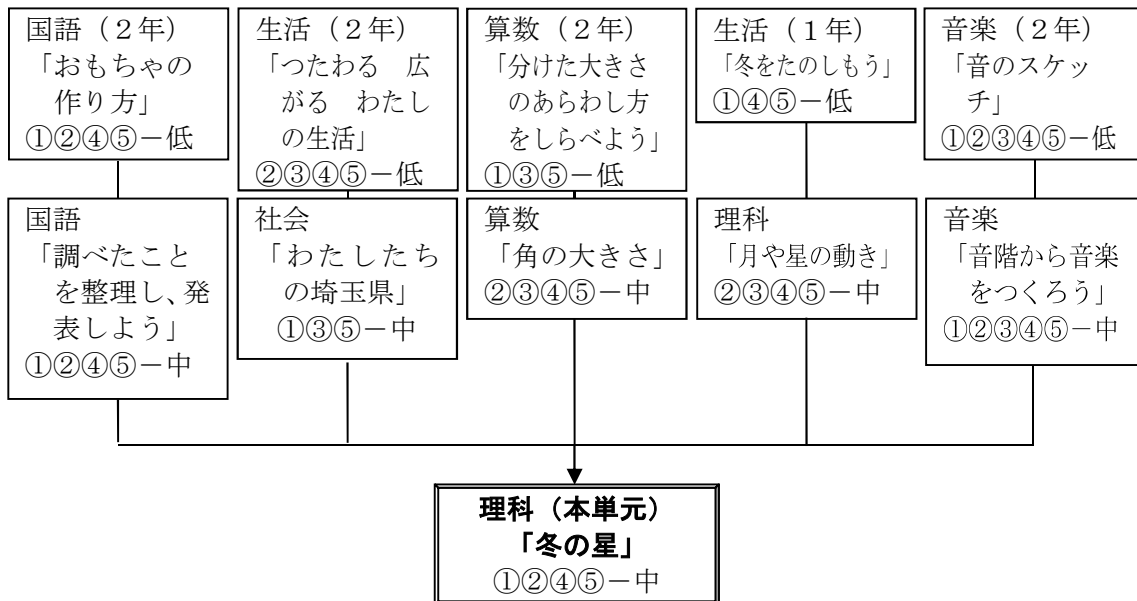 国語（２年）
「おもちゃの
作り方」
①②④⑤－低
生活（２年）
「つたわる　広
がる　わたし
の生活」
②③④⑤－低
算数（２年）
「分けた大きさ
のあらわし方
をしらべよう」
①③⑤－低
生活（１年）
「冬をたのしもう」
①④⑤－低
音楽（２年）
「音のスケッ
チ」
①②③④⑤－低
国語
「調べたこと
を整理し、発
表しよう」
①②④⑤－中
社会
「わたしたち
の埼玉県」
①③⑤－中
算数
「角の大きさ」
②③④⑤－中
理科
「月や星の動き」
②③④⑤－中
音楽
「音階から音楽
をつくろう」
①②③④⑤－中
理科（本単元）
「冬の星」
①②④⑤－中